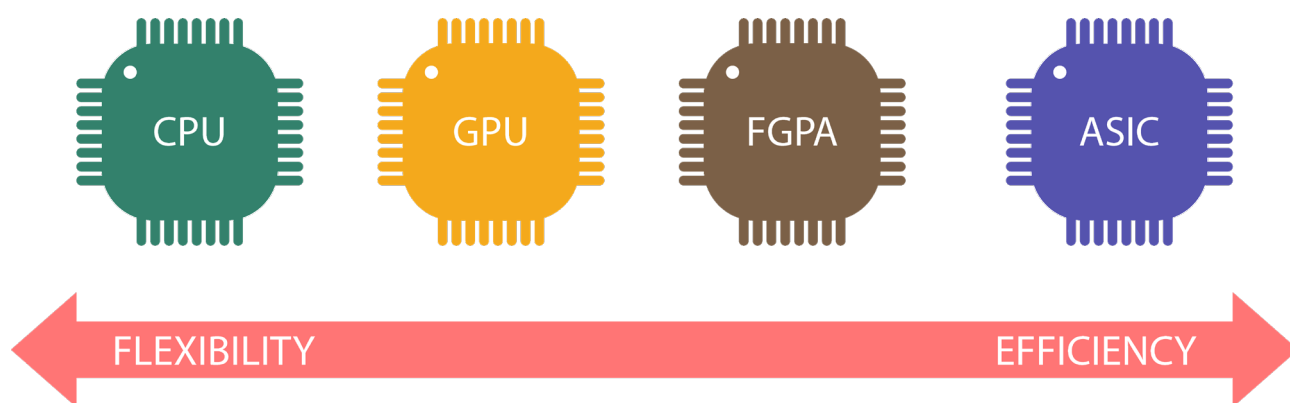 CPU
GPU
FGPA
ASIC
FLEXIBILITY
EFFICIENCY